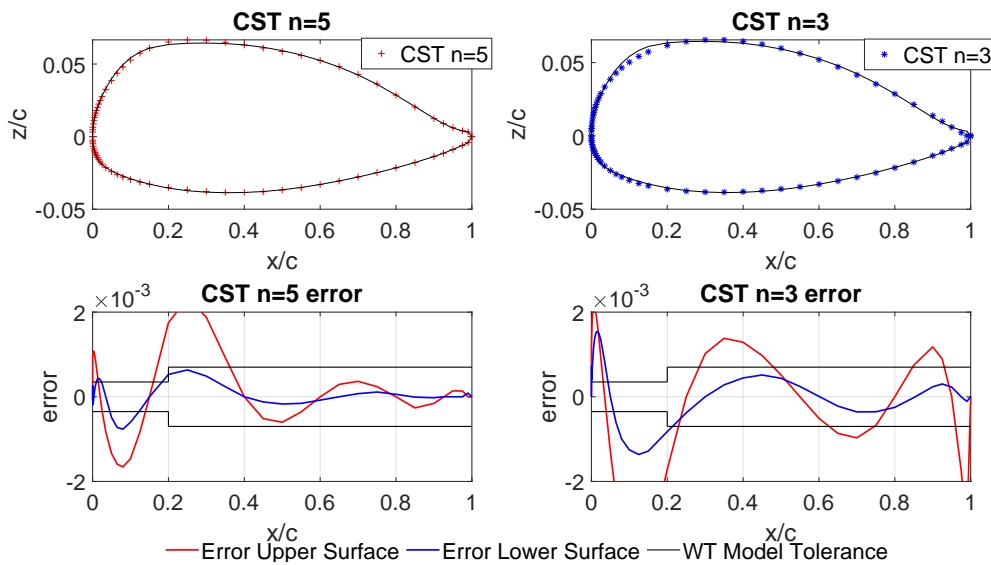 CST n=5
CST n=5
0.05
0
-0.05
z/c
0 0.2 0.4 0.6 0.8 1
x/c
CST n=3
CST n=3
0.05
0
-0.05
z/c
0 0.2 0.4 0.6 0.8 1
x/c
CST n=5 error
×10⁻³
2
0
-2
error
0 0.2 0.4 0.6 0.8 1
x/c
CST n=3 error
×10⁻³
2
0
-2
error
0 0.2 0.4 0.6 0.8 1
x/c
Error Upper Surface Error Lower Surface WT Model Tolerance